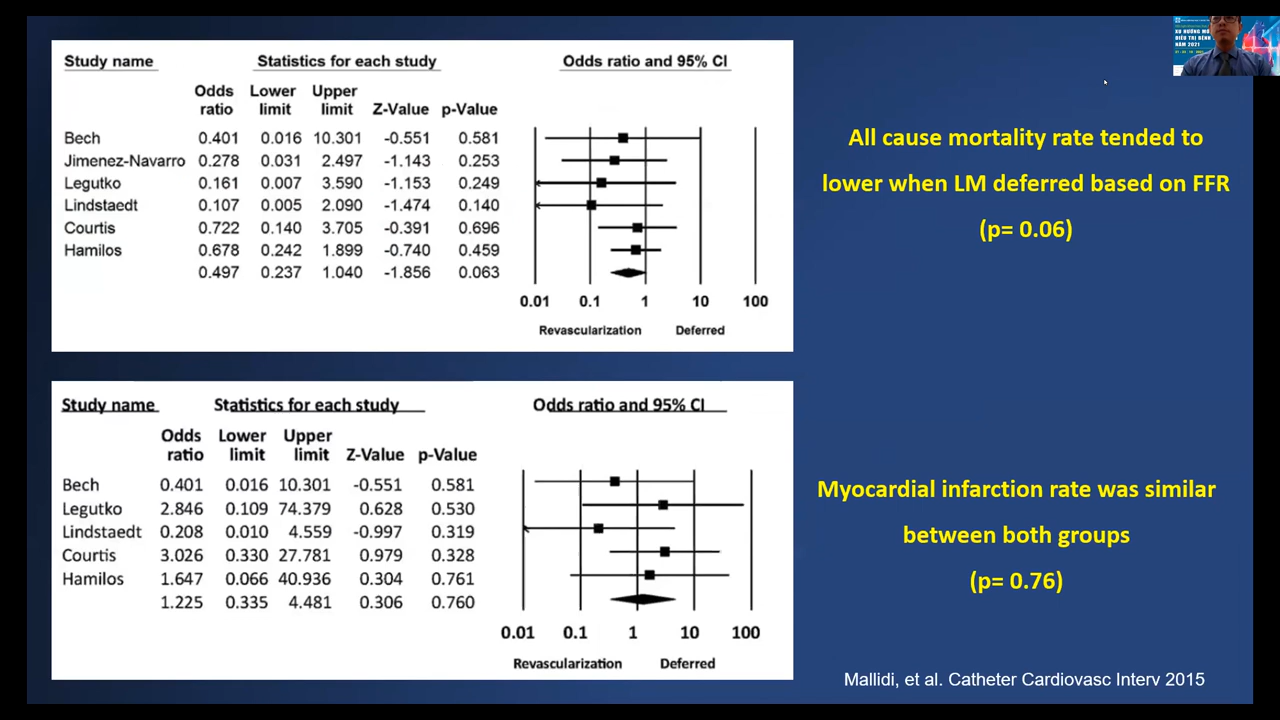 XU HƯỚNG MỚ
ĐIỀU TRỊ BỆNH
NĂM 2021
Study name Statistics for each study Odds ratio and 95% CI
Odds ratio Lower limit Upper limit Z-Value p-Value
Bech 0.401 0.016 10.301 -0.551 0.581
Jimenez-Navarro 0.278 0.031 2.497 -1.143 0.253
Legutko 0.161 0.007 3.590 -1.153 0.249
Lindstaedt 0.107 0.005 2.090 -1.474 0.140
Courtis 0.722 0.140 3.705 -0.391 0.696
Hamilos 0.678 0.242 1.899 -0.740 0.459
0.497 0.237 1.040 -1.856 0.063
0.01 0.1 1 10 100
Revascularization Deferred
All cause mortality rate tended to
lower when LM deferred based on FFR
(p= 0.06)
Study name Statistics for each study Odds ratio and 95% CI
Odds ratio Lower limit Upper limit Z-Value p-Value
Bech 0.401 0.016 10.301 -0.551 0.581
Legutko 2.846 0.109 74.379 0.628 0.530
Lindstaedt 0.208 0.010 4.559 -0.997 0.319
Courtis 3.026 0.330 27.781 0.979 0.328
Hamilos 1.647 0.066 40.936 0.304 0.761
1.225 0.335 4.481 0.306 0.760
0.01 0.1 1 10 100
Revascularization Deferred
Myocardial infarction rate was similar
between both groups
(p= 0.76)
Mallidi, et al. Catheter Cardiovasc Interv 2015